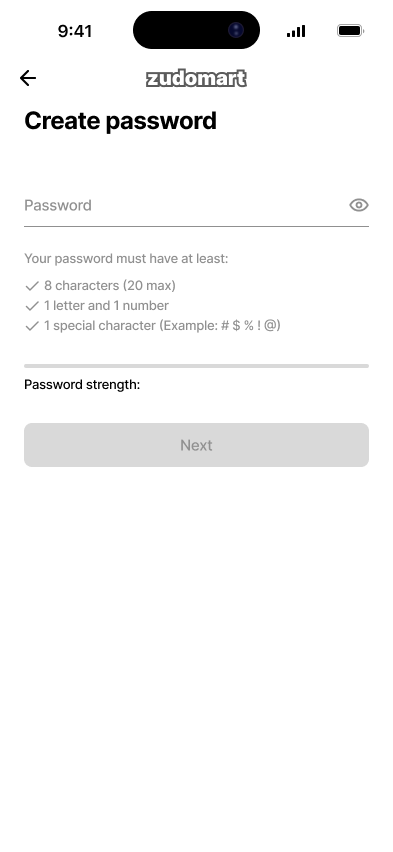 9:41
zudomart
Create password
Password
Your password must have at least:
8 characters (20 max)
1 letter and 1 number
1 special character (Example: # $ % ! @)
Password strength:
Next